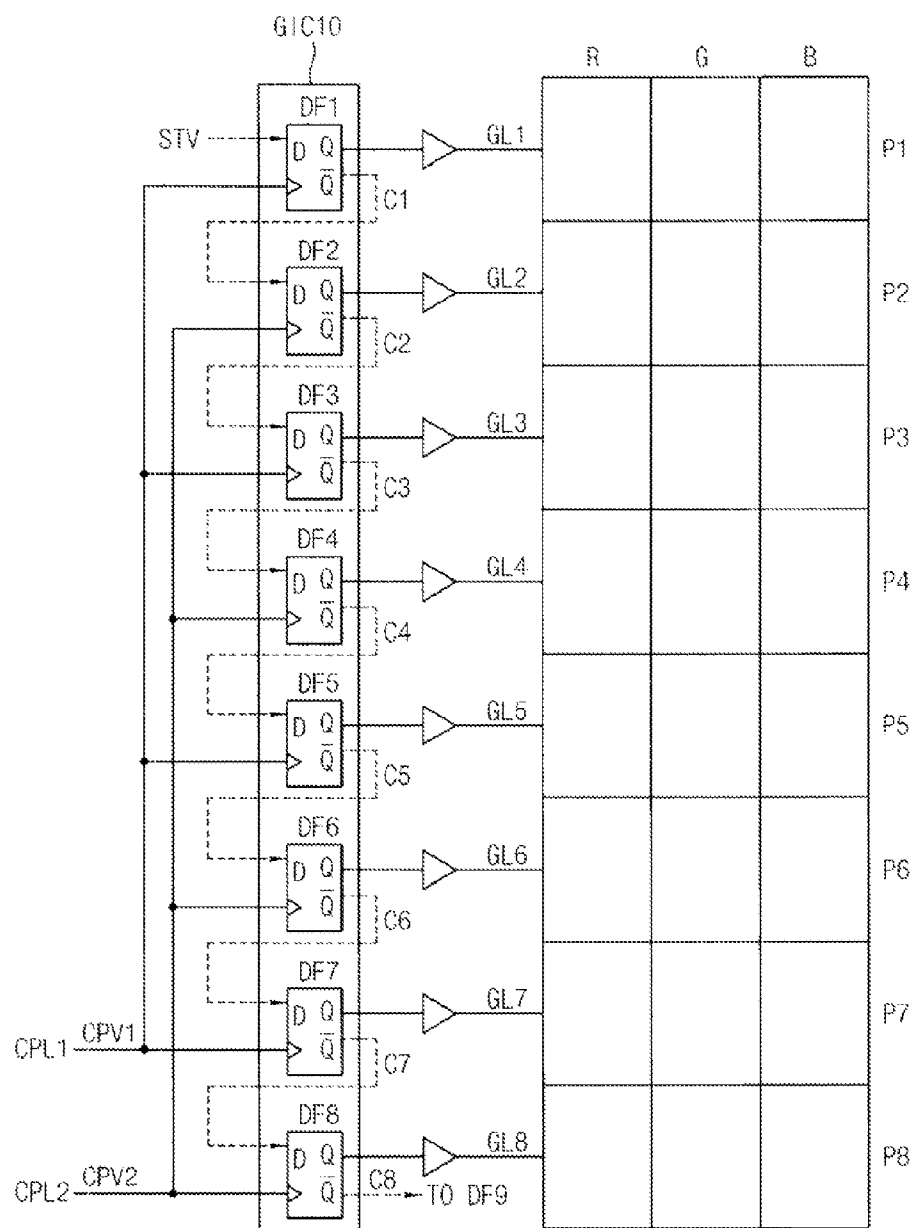 GIC10
R G B
DF1
STV D Q GL1 P1
Q̅ C1
DF2
D Q GL2 P2
Q̅ C2
DF3
D Q GL3 P3
Q̅ C3
DF4
D Q GL4 P4
Q̅ C4
DF5
D Q GL5 P5
Q̅ C5
DF6
D Q GL6 P6
Q̅ C6
DF7
D Q GL7 P7
CPL1 CPV1 Q̅ C7
DF8
D Q GL8 P8
CPL2 CPV2 Q̅ C8 TO DF9